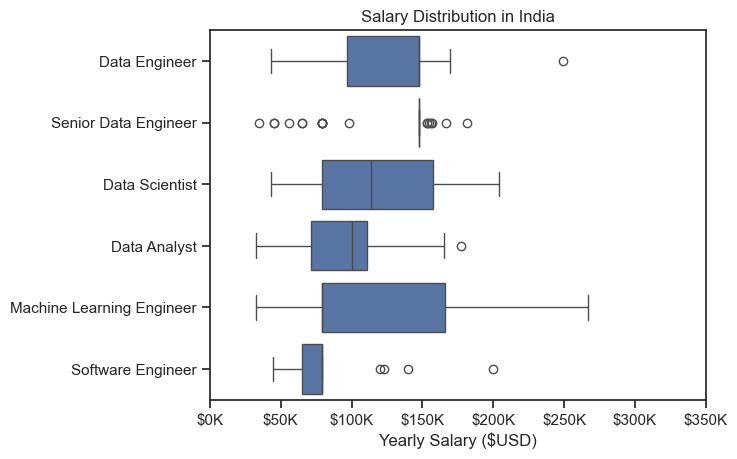 Salary Distribution in India
Data Engineer
Senior Data Engineer
Data Scientist
Data Analyst
Machine Learning Engineer
Software Engineer
$0K $50K $100K $150K $200K $250K $300K $350K
Yearly Salary ($USD)